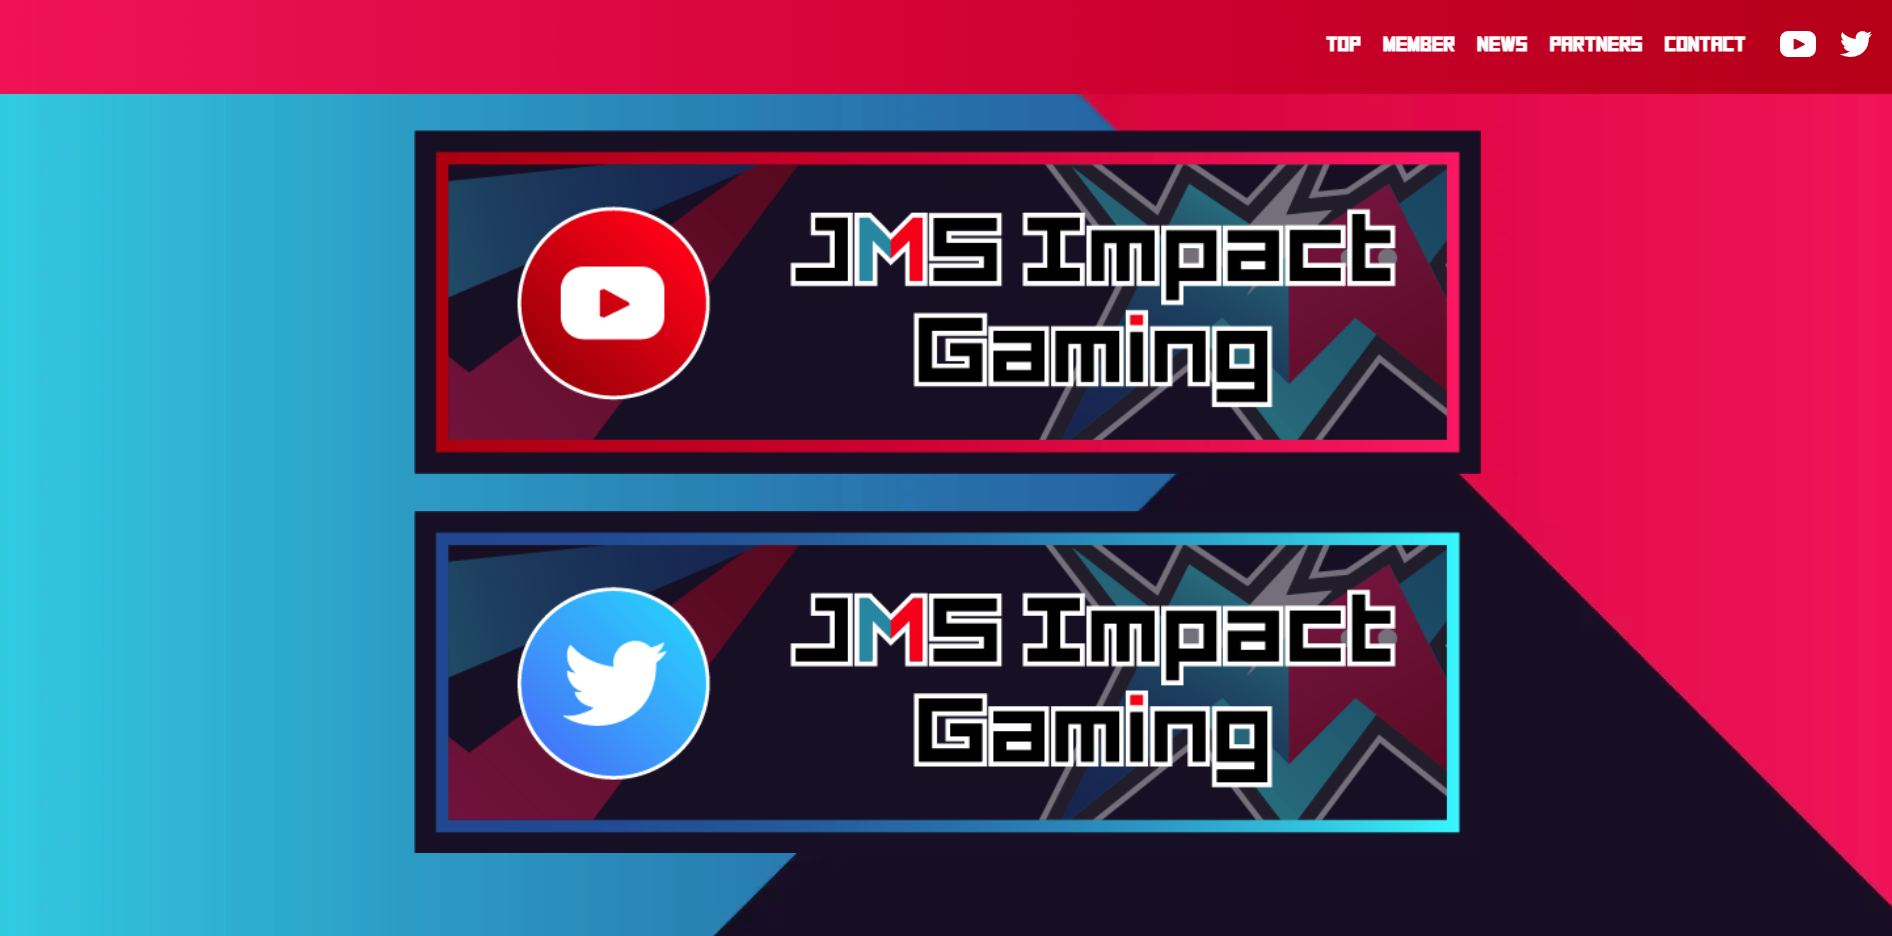 TOP MEMBER NEWS PARTNERS CONTACT
JMS Impact
Gaming
JMS Impact
Gaming